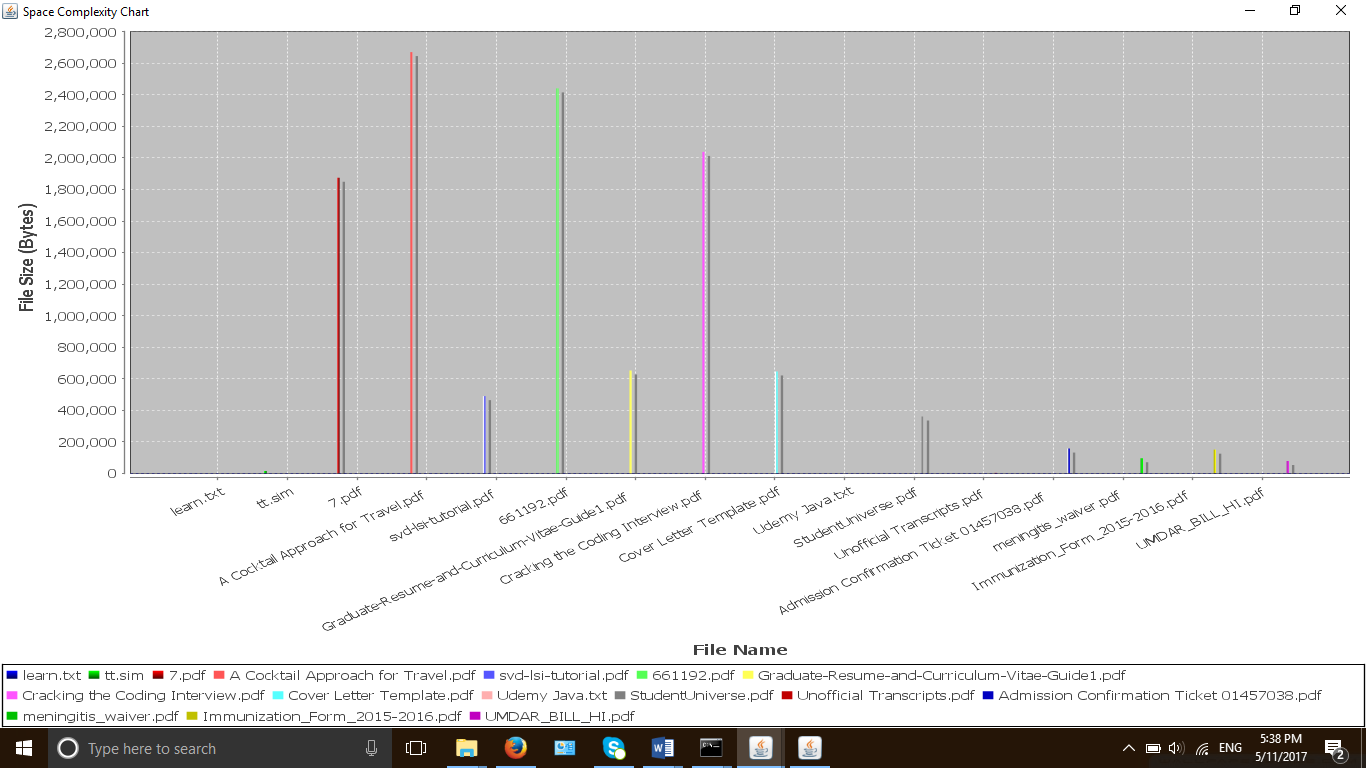 Space Complexity Chart
2,800,000
2,600,000
2,400,000
2,200,000
2,000,000
1,800,000
1,600,000
1,400,000
1,200,000
1,000,000
800,000
600,000
400,000
200,000
0
File Size (Bytes)
learn.txt
tt.sim
7.pdf
A Cocktail Approach for Travel.pdf
svd-lsi-tutorial.pdf
661192.pdf
Graduate-Resume-and-Curriculum-Vitae-Guide1.pdf
Cracking the Coding Interview.pdf
Cover Letter Template.pdf
Udemy Java.txt
StudentUniverse.pdf
Unofficial Transcripts.pdf
Admission Confirmation Ticket 01457038.pdf
meningitis_waiver.pdf
Immunization_Form_2015-2016.pdf
UMDAR_BILL_HI.pdf
File Name
learn.txt tt.sim 7.pdf A Cocktail Approach for Travel.pdf svd-lsi-tutorial.pdf 661192.pdf Graduate-Resume-and-Curriculum-Vitae-Guide1.pdf
Cracking the Coding Interview.pdf Cover Letter Template.pdf Udemy Java.txt StudentUniverse.pdf Unofficial Transcripts.pdf Admission Confirmation Ticket 01457038.pdf
meningitis_waiver.pdf Immunization_Form_2015-2016.pdf UMDAR_BILL_HI.pdf
Type here to search
ENG
5:38 PM
5/11/2017
2